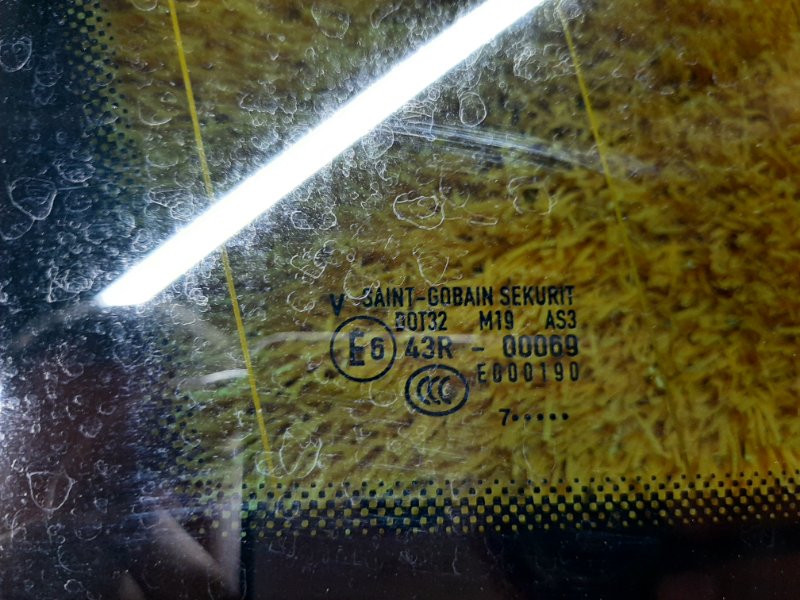 V SAINT-GOBAIN SEKURIT
DOT32 M19 AS3
E6 43R - 00069
CCC E000190
7•••••